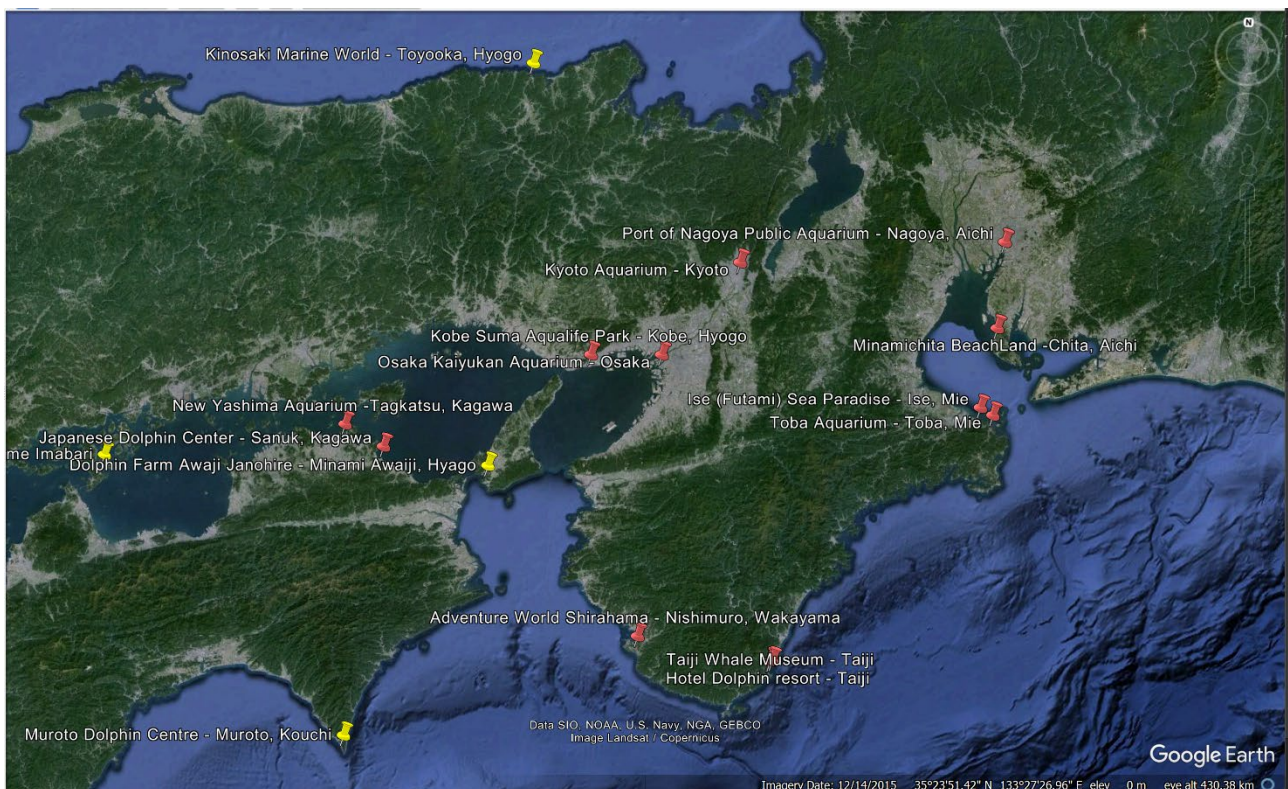 N
Kinosaki Marine World - Toyooka, Hyogo
Port of Nagoya Public Aquarium - Nagoya, Aichi
Kyoto Aquarium - Kyoto
Kobe Suma Aqualife Park - Kobe, Hyogo
Minamichita BeachLand -Chita, Aichi
Osaka Kaiyukan Aquarium - Osaka
Ise (Futami) Sea Paradise - Ise, Mie
New Yashima Aquarium -Tagkatsu, Kagawa
Toba Aquarium - Toba, Mie
Japanese Dolphin Center - Sanuk, Kagawa
me Imabari
Dolphin Farm Awaji Janohire - Minami Awaiji, Hyago
Adventure World Shirahama - Nishimuro, Wakayama
Taiji Whale Museum - Taiji
Hotel Dolphin resort - Taiji
Muroto Dolphin Centre - Muroto, Kouchi
Data SIO, NOAA, U.S. Navy, NGA, GEBCO
Image Landsat / Copernicus
Google Earth
Imagery Date: 12/14/2015 35°23'51.42" N 133°27'26.96" E elev 0 m eye alt 430.38 km